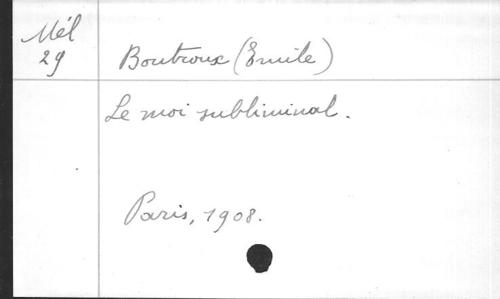 Mél
29
Boutroux (Emile)
Le moi subliminal.
Paris, 1908.